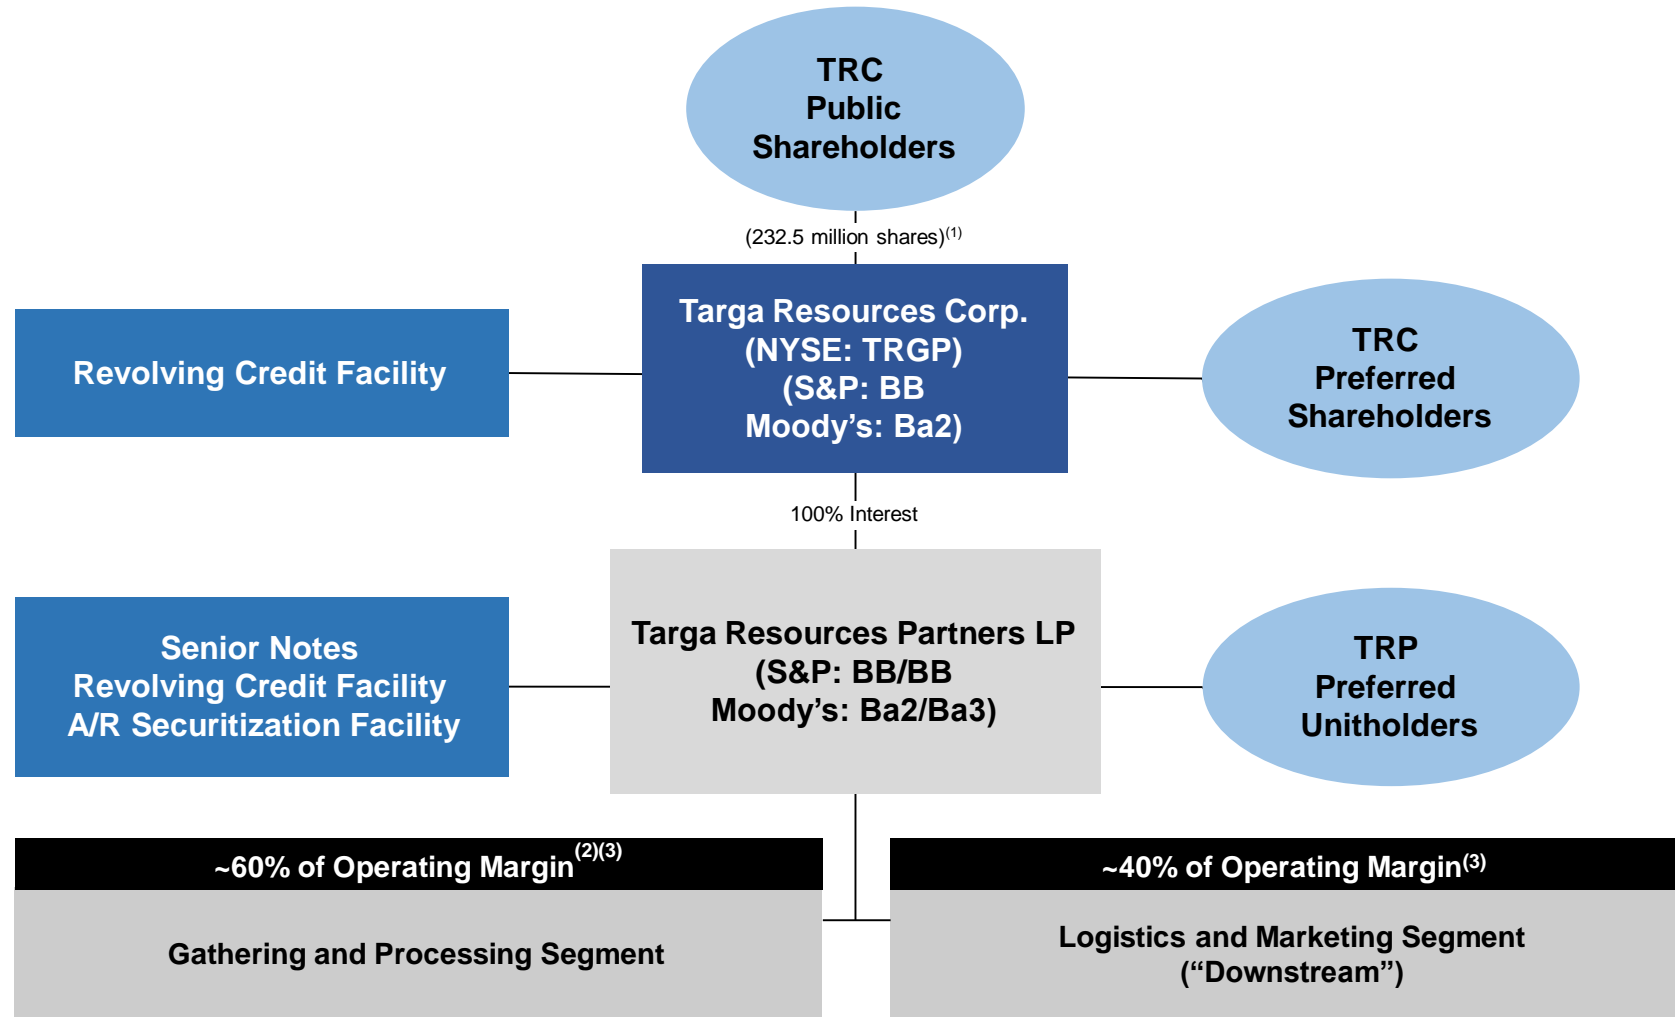 TRC
Public
Shareholders
(232.5 million shares)(1)
Targa Resources Corp.
(NYSE: TRGP)
(S&P: BB
Moody’s: Ba2)
Revolving Credit Facility
TRC
Preferred
Shareholders
100% Interest
Targa Resources Partners LP
(S&P: BB/BB
Moody’s: Ba2/Ba3)
Senior Notes
Revolving Credit Facility
A/R Securitization Facility
TRP
Preferred
Unitholders
~60% of Operating Margin(2)(3)
Gathering and Processing Segment
~40% of Operating Margin(3)
Logistics and Marketing Segment
(“Downstream”)